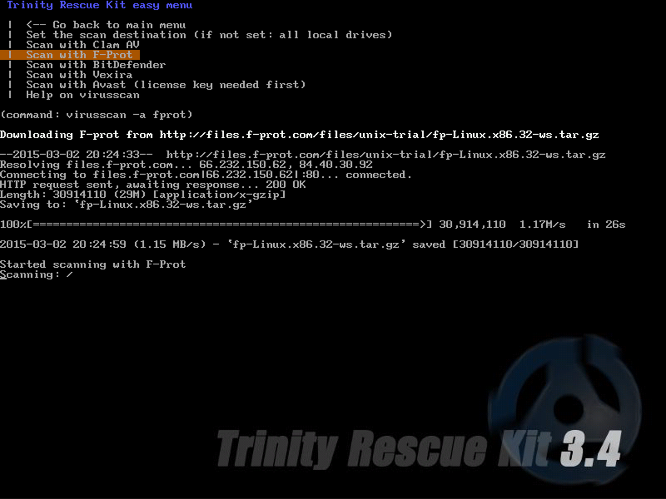 Trinity Rescue Kit easy menu
| <-- Go back to main menu
| Set the scan destination (if not set: all local drives)
| Scan with Clam AV
| Scan with F-Prot
| Scan with BitDefender
| Scan with Vexira
| Scan with Avast (license key needed first)
| Help on virusscan
(command: virusscan -a fprot)
Downloading F-prot from http://files.f-prot.com/files/unix-trial/fp-Linux.x86.32-ws.tar.gz
--2015-03-02 20:24:33-- http://files.f-prot.com/files/unix-trial/fp-Linux.x86.32-ws.tar.gz
Resolving files.f-prot.com... 66.232.150.62, 84.40.30.92
Connecting to files.f-prot.com|66.232.150.62|:80... connected.
HTTP request sent, awaiting response... 200 OK
Length: 30914110 (29M) [application/x-gzip]
Saving to: ‘fp-Linux.x86.32-ws.tar.gz’
100%[==========================================================>] 30,914,110 1.17M/s in 26s
2015-03-02 20:24:59 (1.15 MB/s) - ‘fp-Linux.x86.32-ws.tar.gz’ saved [30914110/30914110]
Started scanning with F-Prot
Scanning: /
Trinity Rescue Kit 3.4